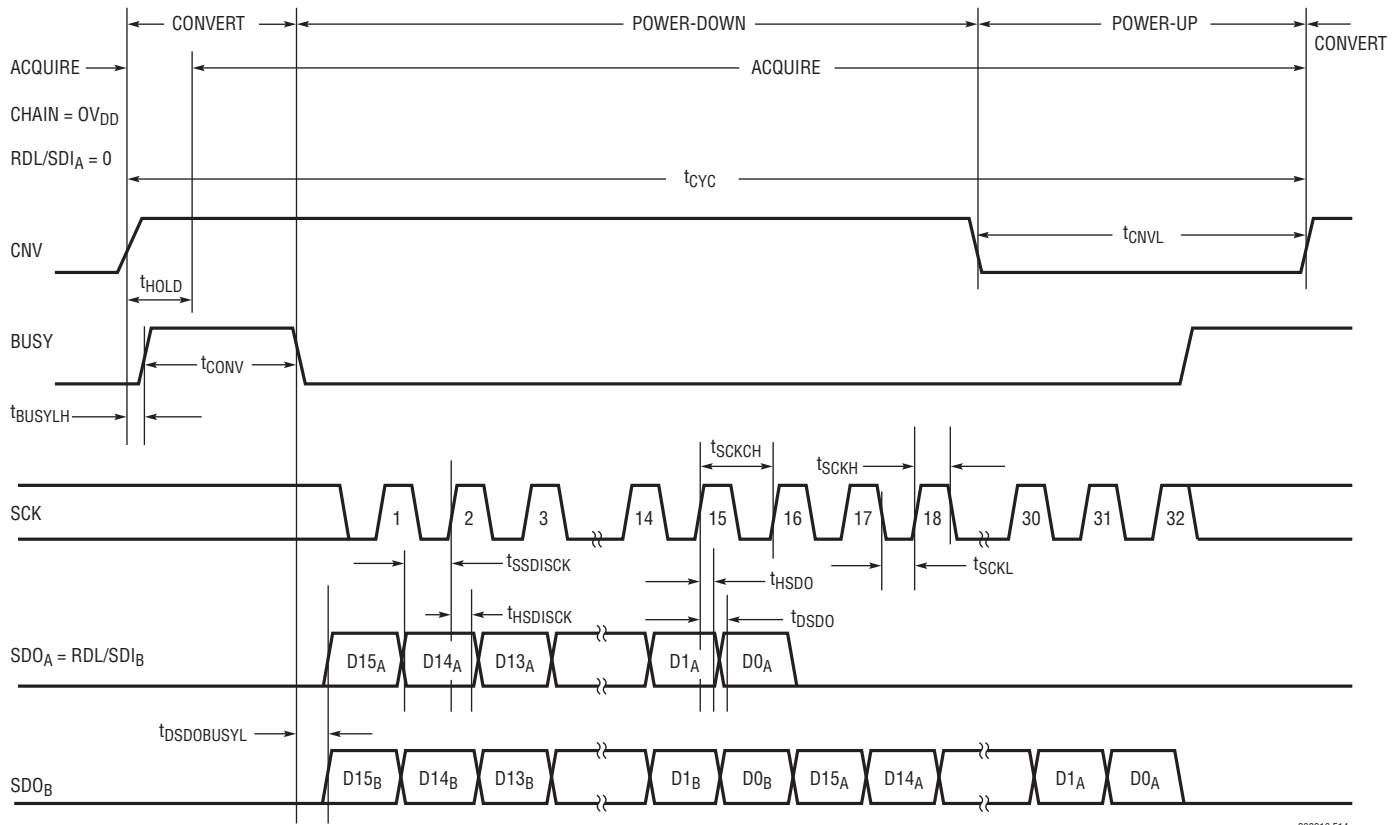 CONVERT POWER-DOWN POWER-UP
CONVERT
ACQUIRE ACQUIRE
CHAIN = OVDD
RDL/SDIA = 0
tCYC
CNV tCNVL
tHOLD
BUSY
tCONV
tBUSYLH
tSCKCH tSCKH
SCK 1 2 3 14 15 16 17 18 30 31 32
tSSDISCK tHSDO tSCKL
tHSDISCK tDSDO
SDOA = RDL/SDIB D15A D14A D13A D1A D0A
tDSDOBUSYL
SDOB D15B D14B D13B D1B D0B D15A D14A D1A D0A